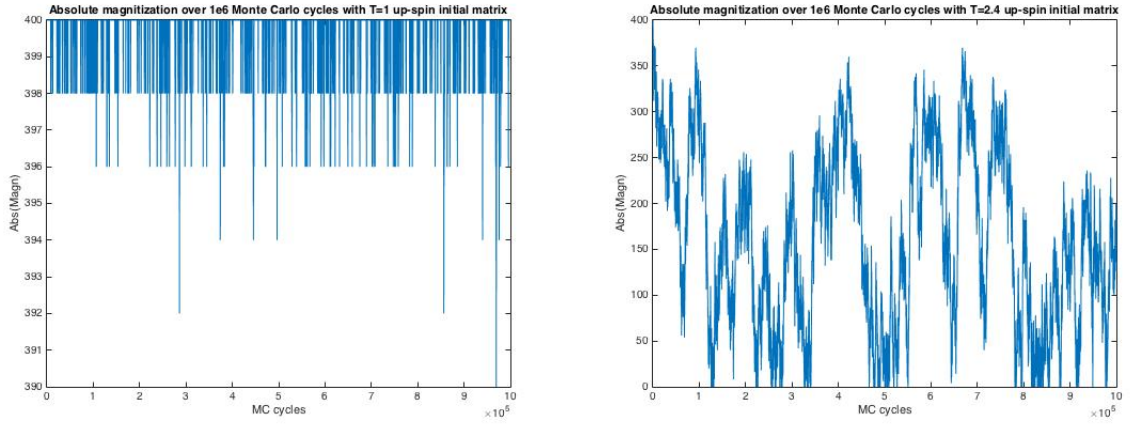 Absolute magnitization over 1e6 Monte Carlo cycles with T=1 up-spin initial matrix
400
399
398
397
396
395
394
393
392
391
390
Abs(Magn)
0 1 2 3 4 5 6 7 8 9 10
MC cycles
×10^5
Absolute magnitization over 1e6 Monte Carlo cycles with T=2.4 up-spin initial matrix
400
350
300
250
200
150
100
50
0
Abs(Magn)
0 1 2 3 4 5 6 7 8 9 10
MC cycles
×10^5